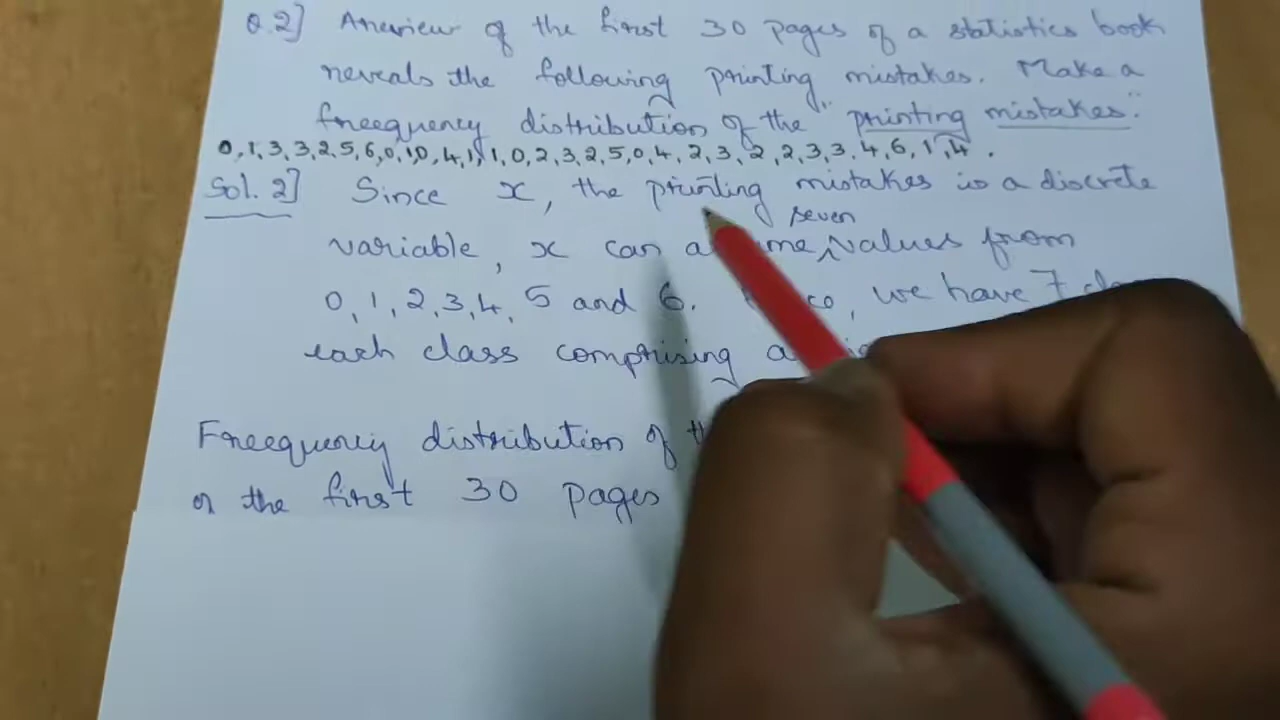 Q.2] A review of the first 30 pages of a statistics book
reveals the following printing mistakes. Make a
freequency distribution of the "printing mistakes".
0, 1, 3, 3, 2, 5, 6, 0, 1, 0, 4, 1, 1, 0, 2, 3, 2, 5, 0, 4, 2, 3, 2, 2, 3, 3, 4, 6, 1, 4.
Sol. 2] Since x, the printing mistakes is a discrete
seven
variable, x can values from
0, 1, 2, 3, 4, 5 and 6. we have 7
each class comprising
Freequency distribution of
of the first 30 pages